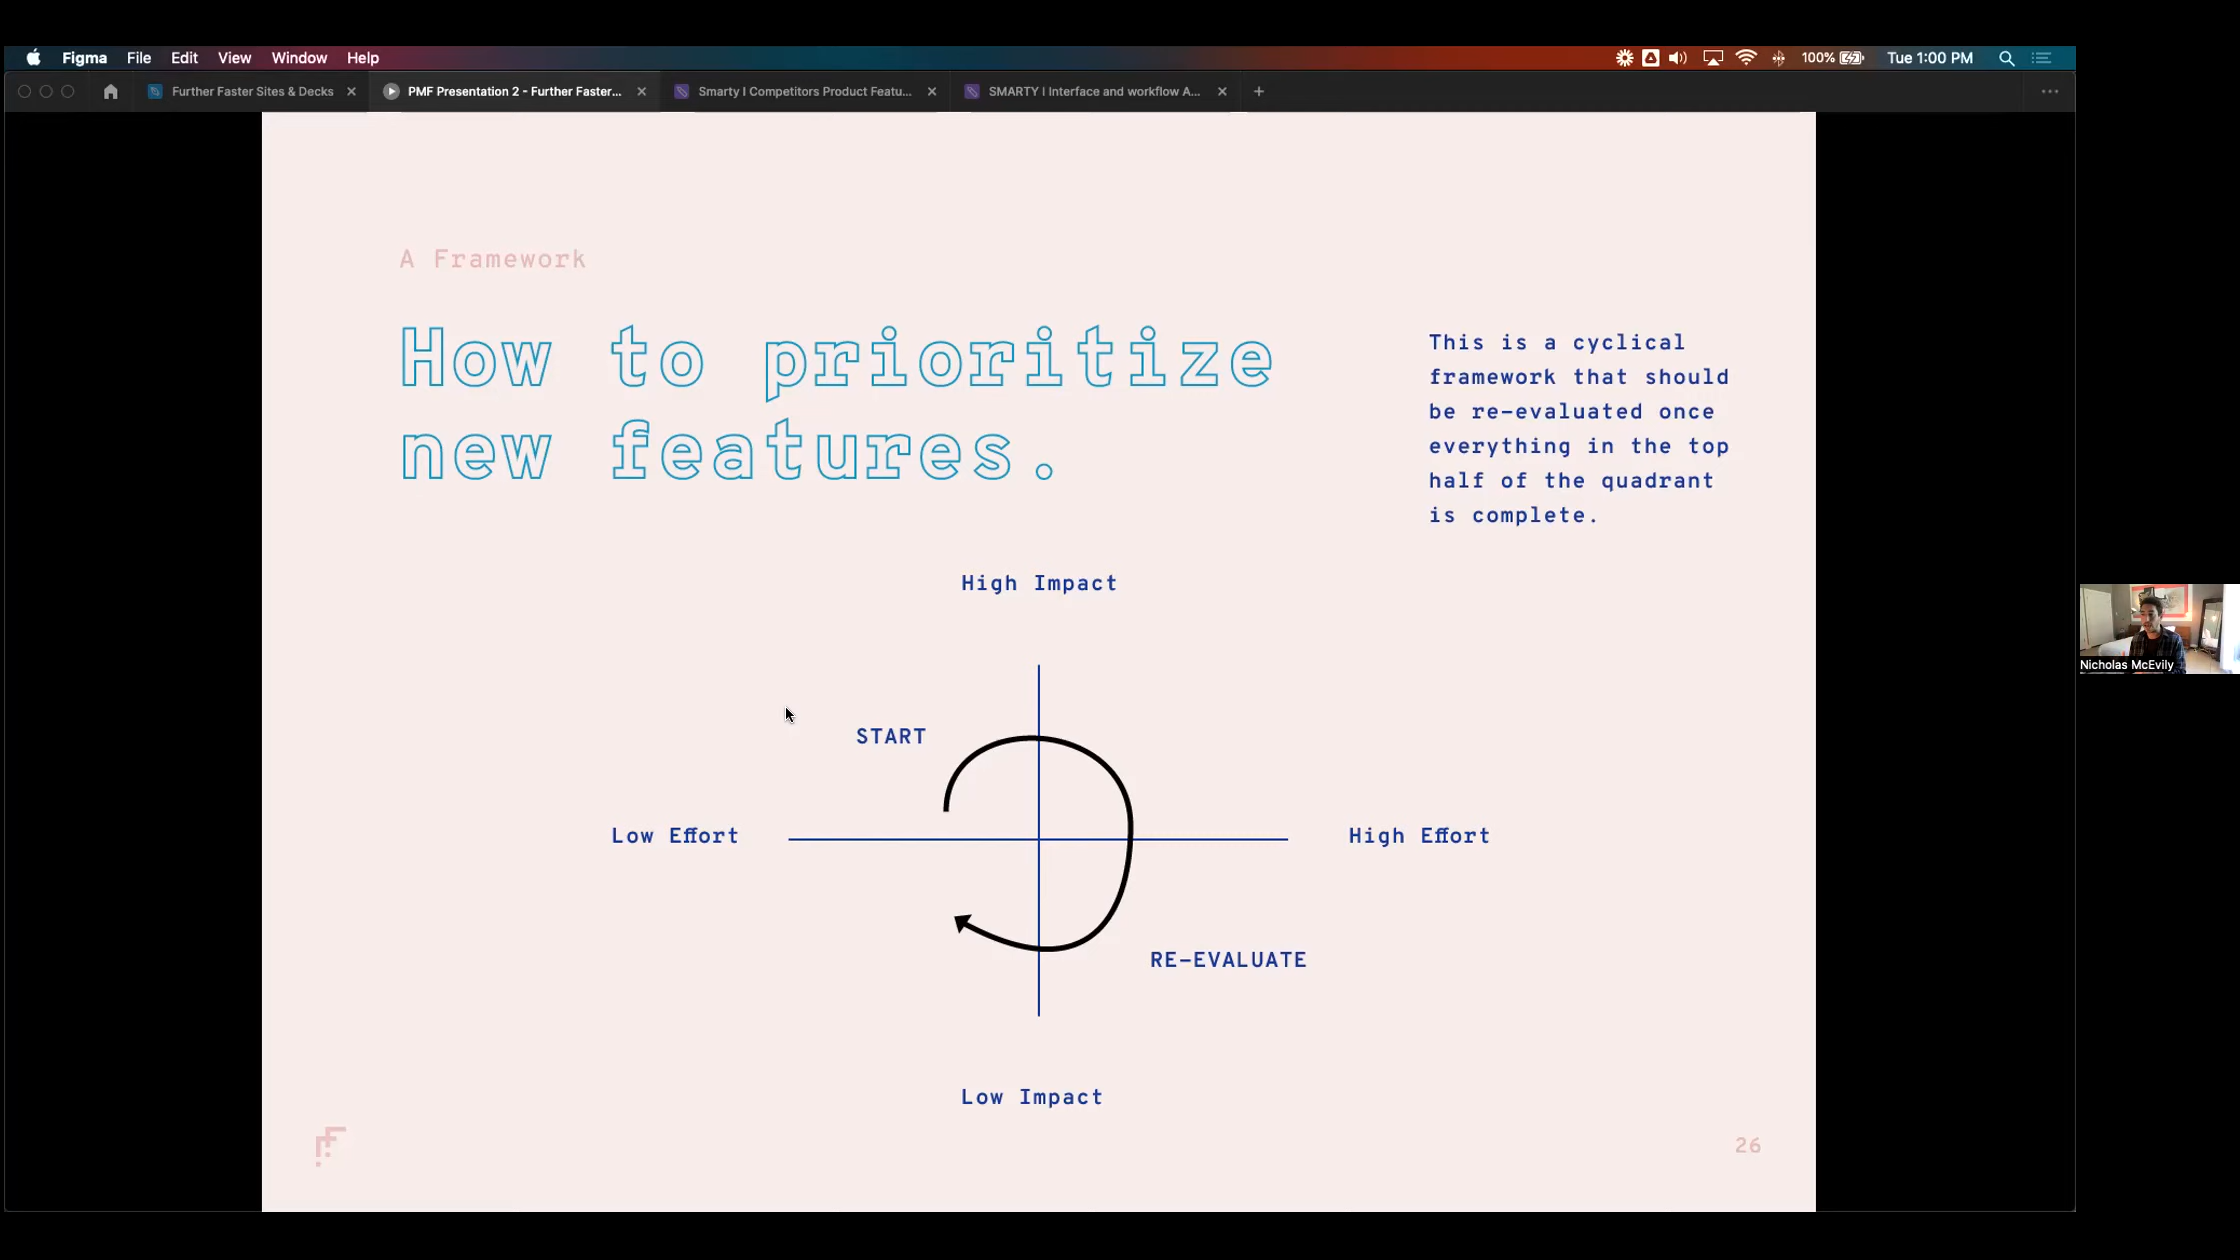 Figma File Edit View Window Help
100% Tue 1:00 PM
Further Faster Sites & Decks
PMF Presentation 2 - Further Faster...
Smarty | Competitors Product Featu...
SMARTY | Interface and workflow A...
A Framework
How to prioritize
new features.
This is a cyclical
framework that should
be re-evaluated once
everything in the top
half of the quadrant
is complete.
High Impact
START
Low Effort
High Effort
RE-EVALUATE
Low Impact
26
Nicholas McEvily